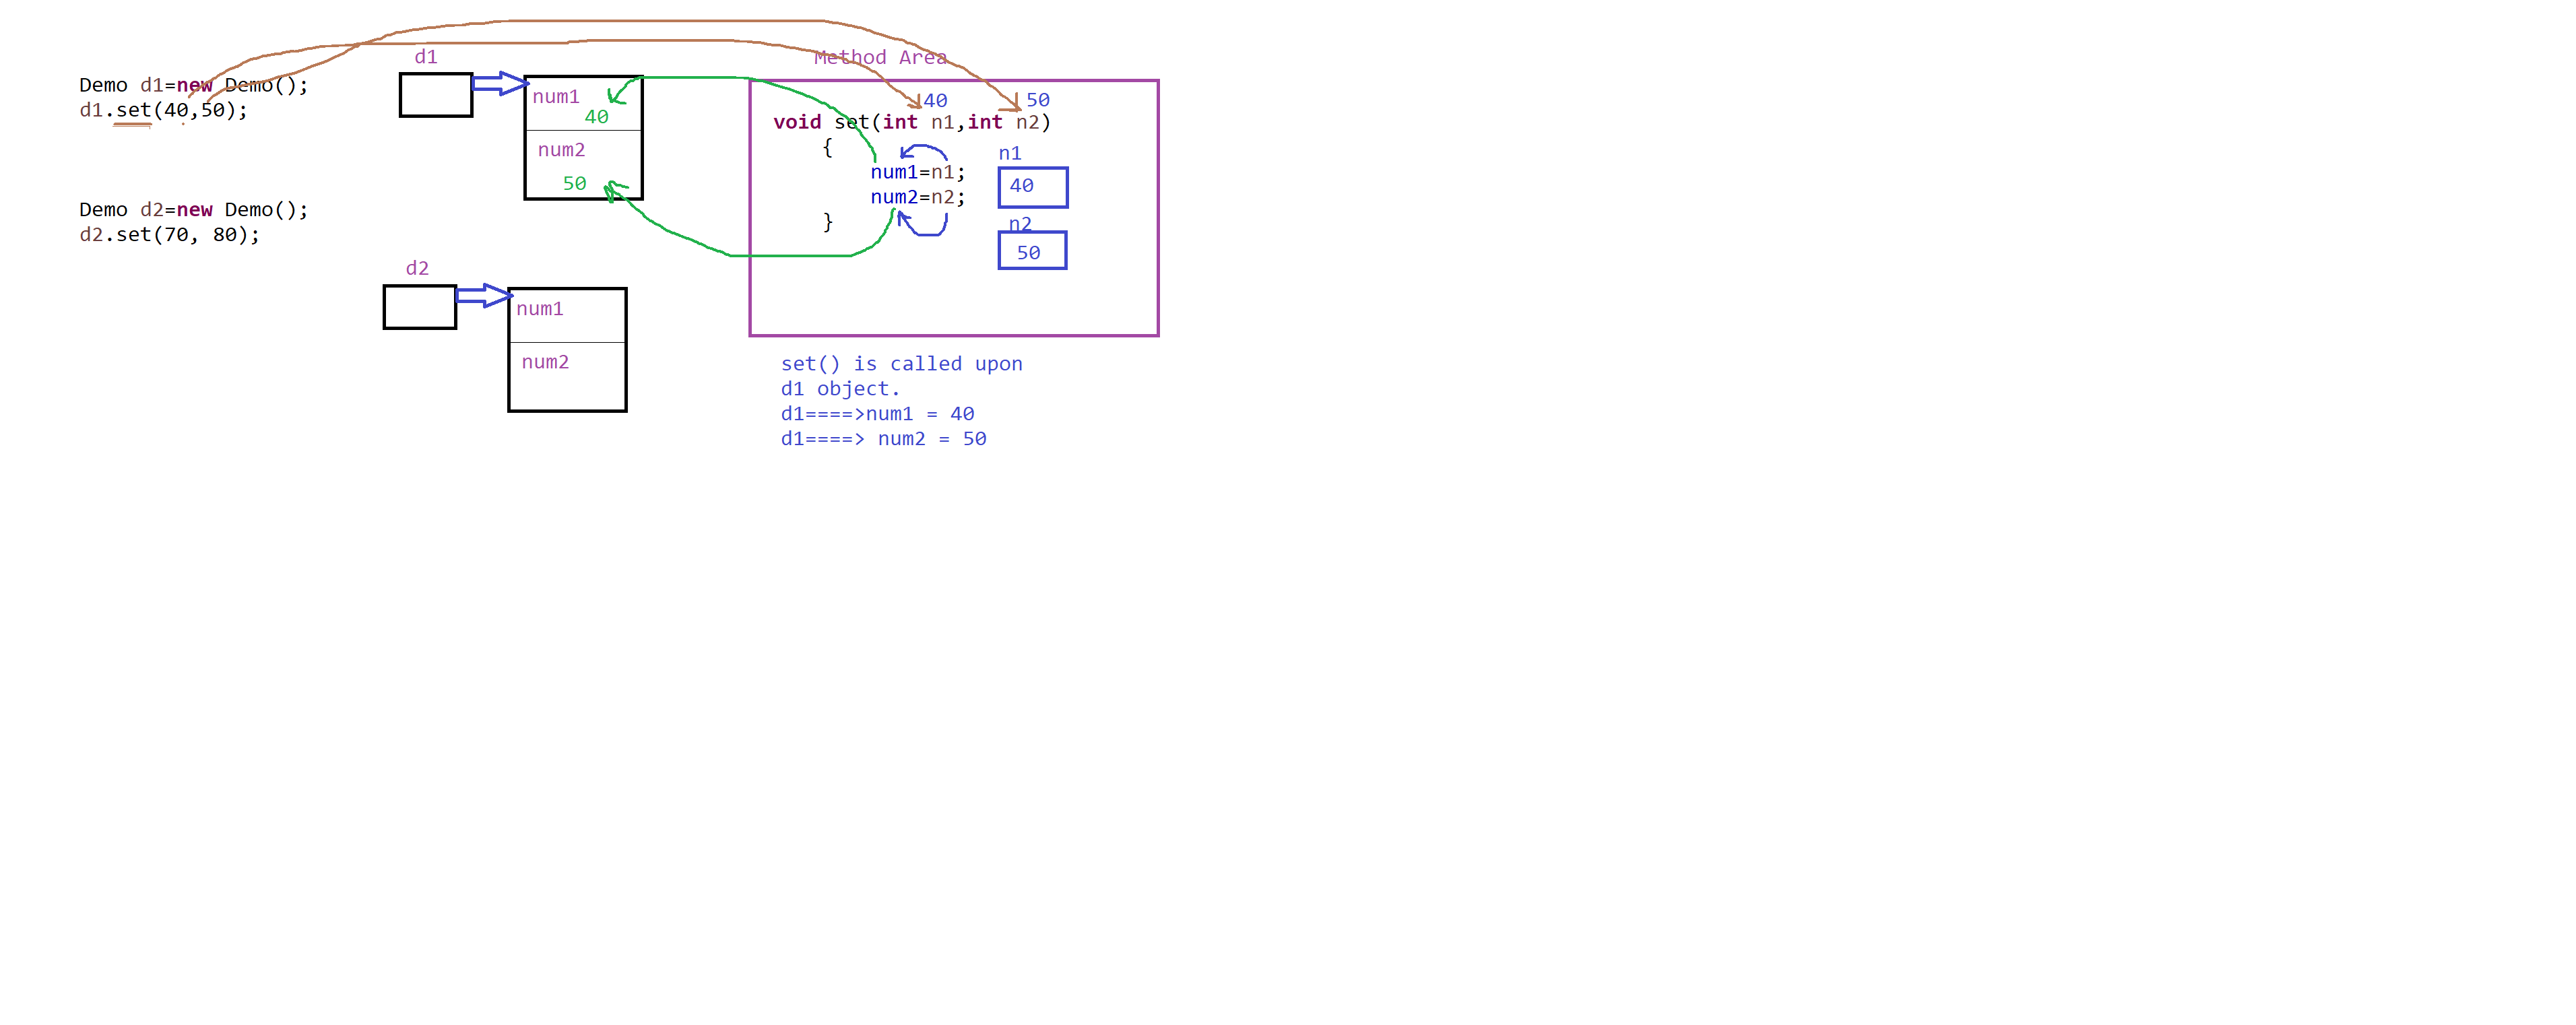 Demo d1=new Demo();
d1.set(40,50);
Demo d2=new Demo();
d2.set(70, 80);
d1
num1
40
num2
50
d2
num1
num2
Method Area
40 50
void set(int n1,int n2)
{
num1=n1;
num2=n2;
}
n1
40
n2
50
set() is called upon
d1 object.
d1====>num1 = 40
d1====> num2 = 50